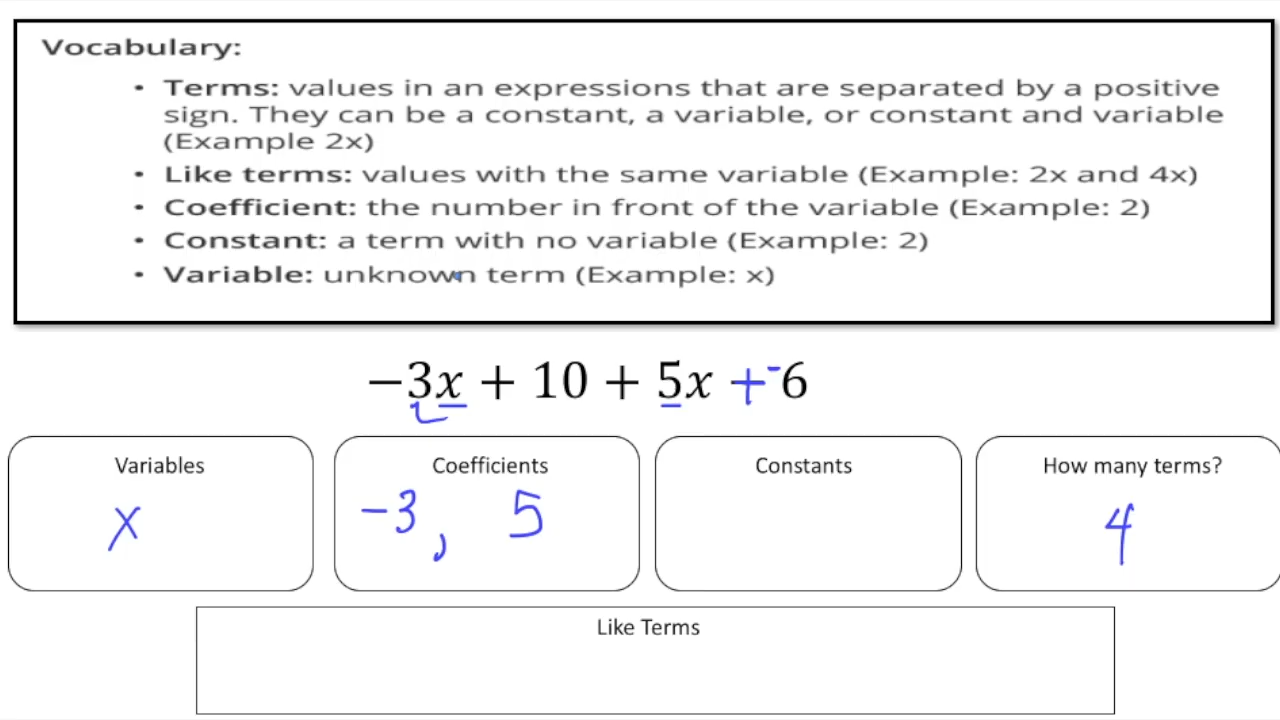 Vocabulary:
• Terms: values in an expressions that are separated by a positive
sign. They can be a constant, a variable, or constant and variable
(Example 2x)
• Like terms: values with the same variable (Example: 2x and 4x)
• Coefficient: the number in front of the variable (Example: 2)
• Constant: a term with no variable (Example: 2)
• Variable: unknown term (Example: x)
−3x + 10 + 5x + -6
Variables
x
Coefficients
-3, 5
Constants
How many terms?
4
Like Terms